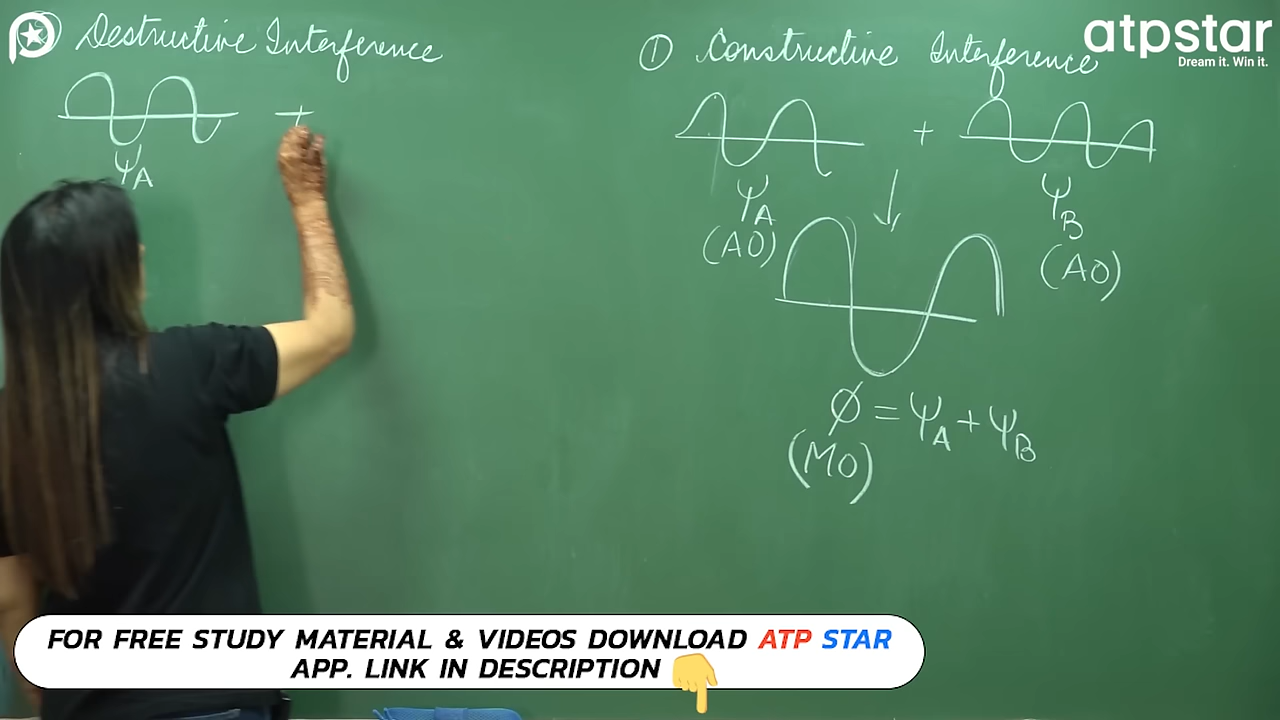 Destructive Interference
ψA
+
① Constructive Interference
+
ψA
(AO)
ψB
(AO)
ϕ = ψA + ψB
(MO)
atpstar
Dream it. Win it.
FOR FREE STUDY MATERIAL & VIDEOS DOWNLOAD ATP STAR
APP. LINK IN DESCRIPTION